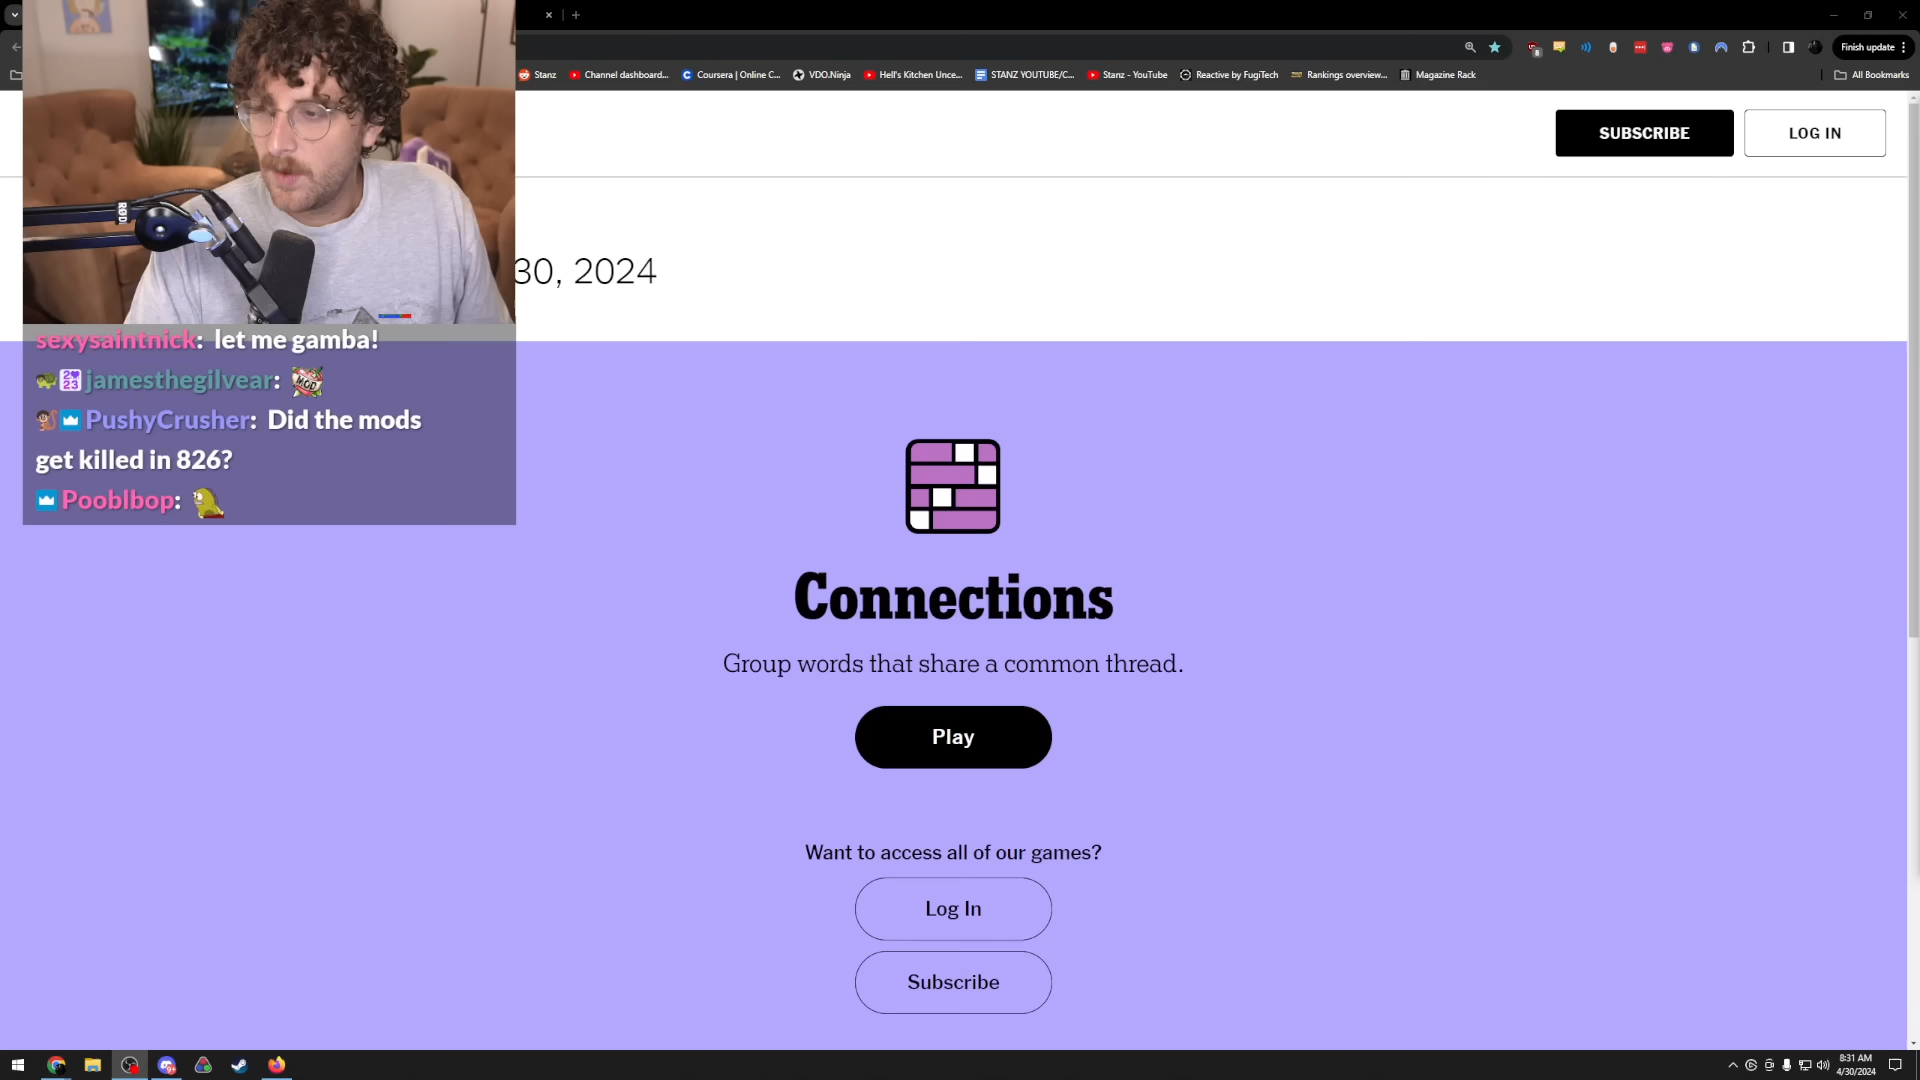 Stanz
Channel dashboard...
Coursera | Online C...
VDO.Ninja
Hell's Kitchen Unce...
STANZ YOUTUBE/C...
Stanz - YouTube
Reactive by FugiTech
Rankings overview...
Magazine Rack
Finish update
All Bookmarks
SUBSCRIBE
LOG IN
30, 2024
RØD
sexysaintnick: let me gamba!
jamesthegilvear: MOD
PushyCrusher: Did the mods
get killed in 826?
Pooblbop:
Connections
Group words that share a common thread.
Play
Want to access all of our games?
Log In
Subscribe
8:31 AM
4/30/2024